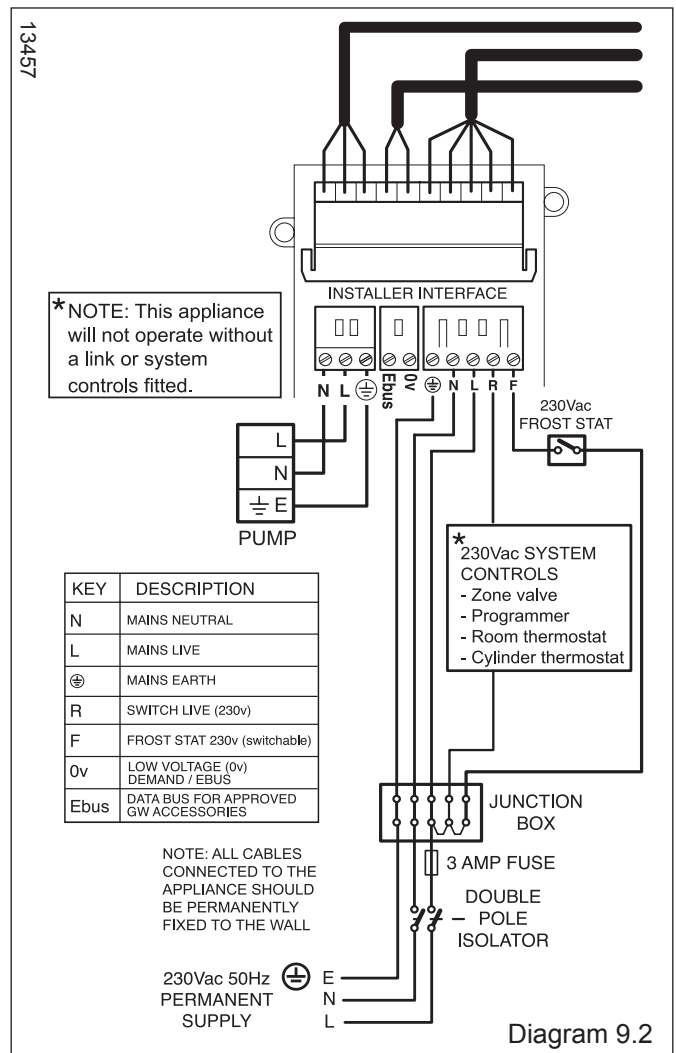 13457
INSTALLER INTERFACE
* NOTE: This appliance
will not operate without
a link or system
controls fitted.
N L Ebus 0v N L R F
230Vac
FROST STAT
L
N
E
PUMP
*
230Vac SYSTEM
CONTROLS
- Zone valve
- Programmer
- Room thermostat
- Cylinder thermostat
KEY DESCRIPTION
N MAINS NEUTRAL
L MAINS LIVE
MAINS EARTH
R SWITCH LIVE (230v)
F FROST STAT 230v (switchable)
0v LOW VOLTAGE (0v)
DEMAND / EBUS
Ebus DATA BUS FOR APPROVED
GW ACCESSORIES
JUNCTION
BOX
NOTE: ALL CABLES
CONNECTED TO THE
APPLIANCE SHOULD
BE PERMANENTLY
FIXED TO THE WALL
3 AMP FUSE
DOUBLE
POLE
ISOLATOR
230Vac 50Hz
PERMANENT
SUPPLY
E
N
L
Diagram 9.2